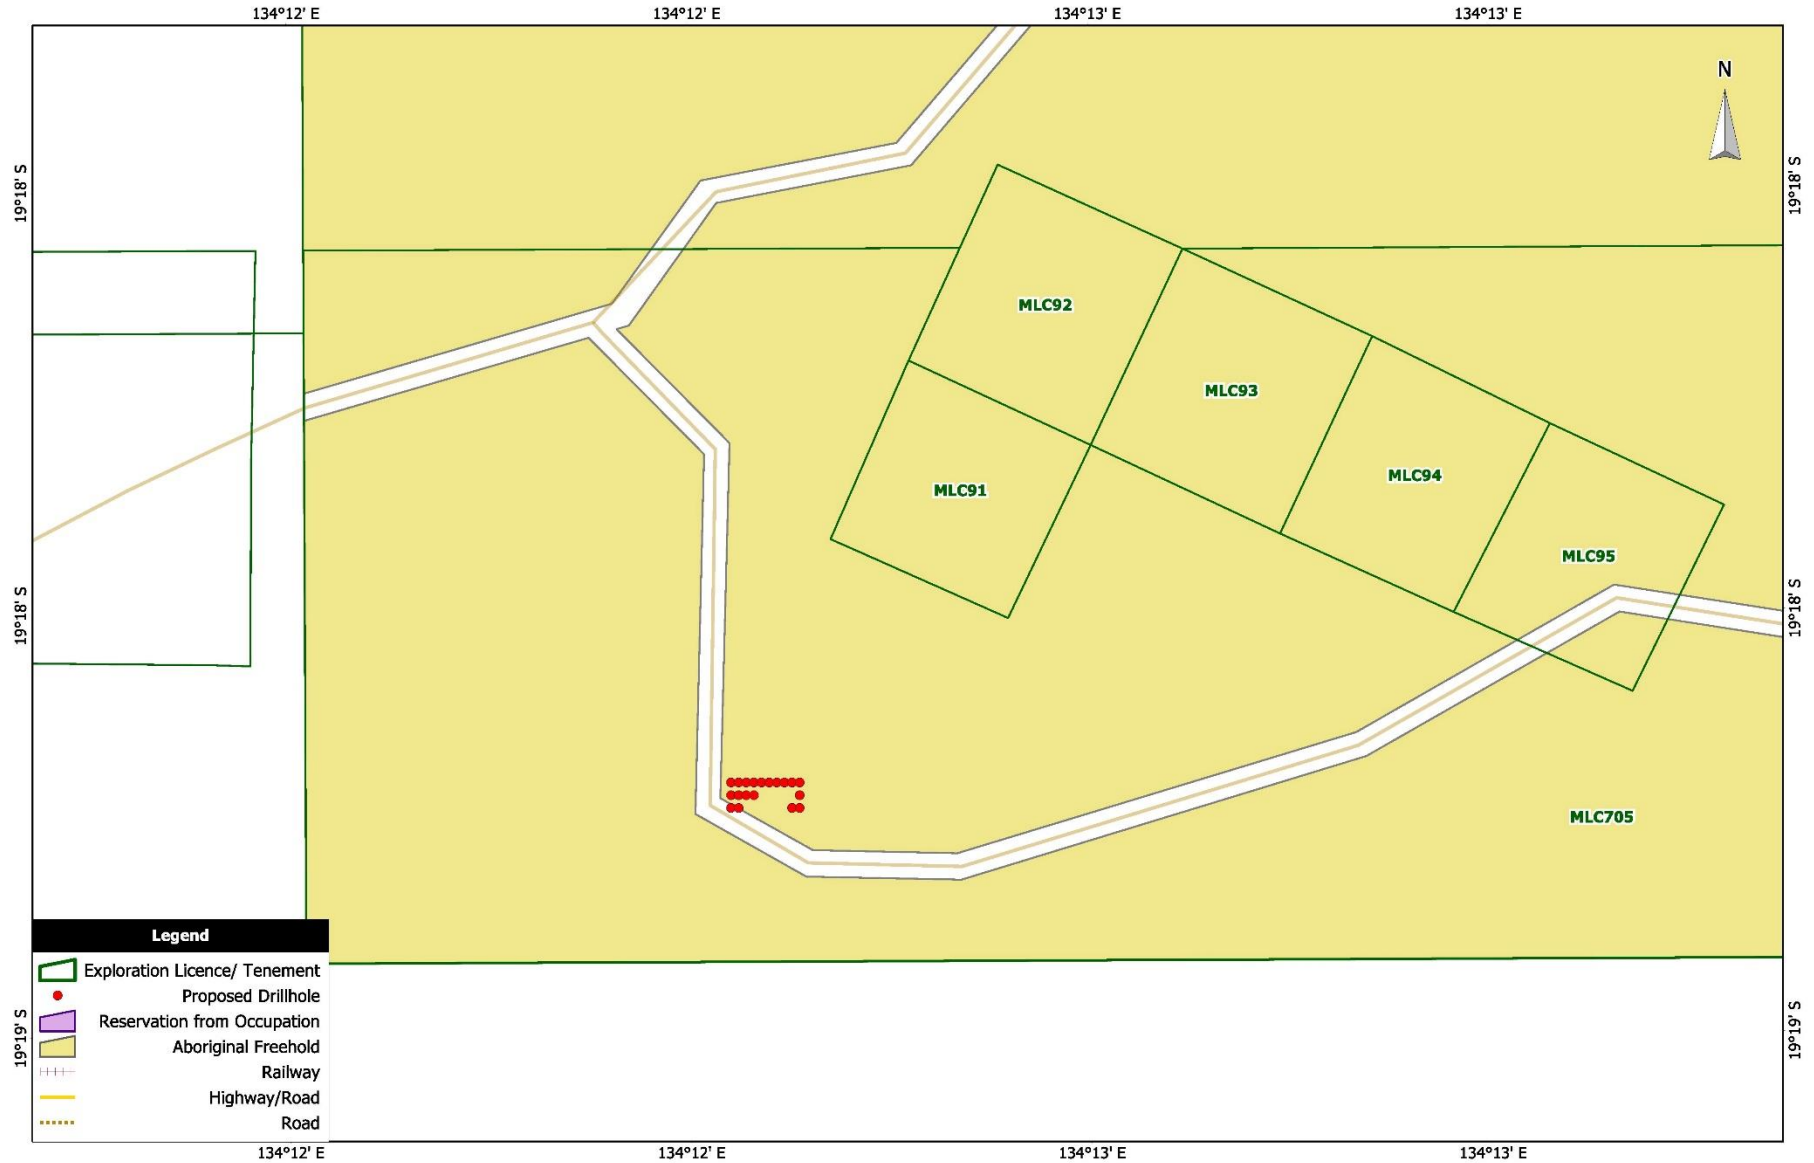 134°12' E
134°12' E
134°13' E
134°13' E
N
19°18' S
19°18' S
MLC92
MLC93
MLC94
MLC91
MLC95
19°18' S
19°18' S
MLC705
Legend
Exploration Licence/ Tenement
Proposed Drillhole
Reservation from Occupation
Aboriginal Freehold
Railway
Highway/Road
Road
19°19' S
19°19' S
134°12' E
134°12' E
134°13' E
134°13' E